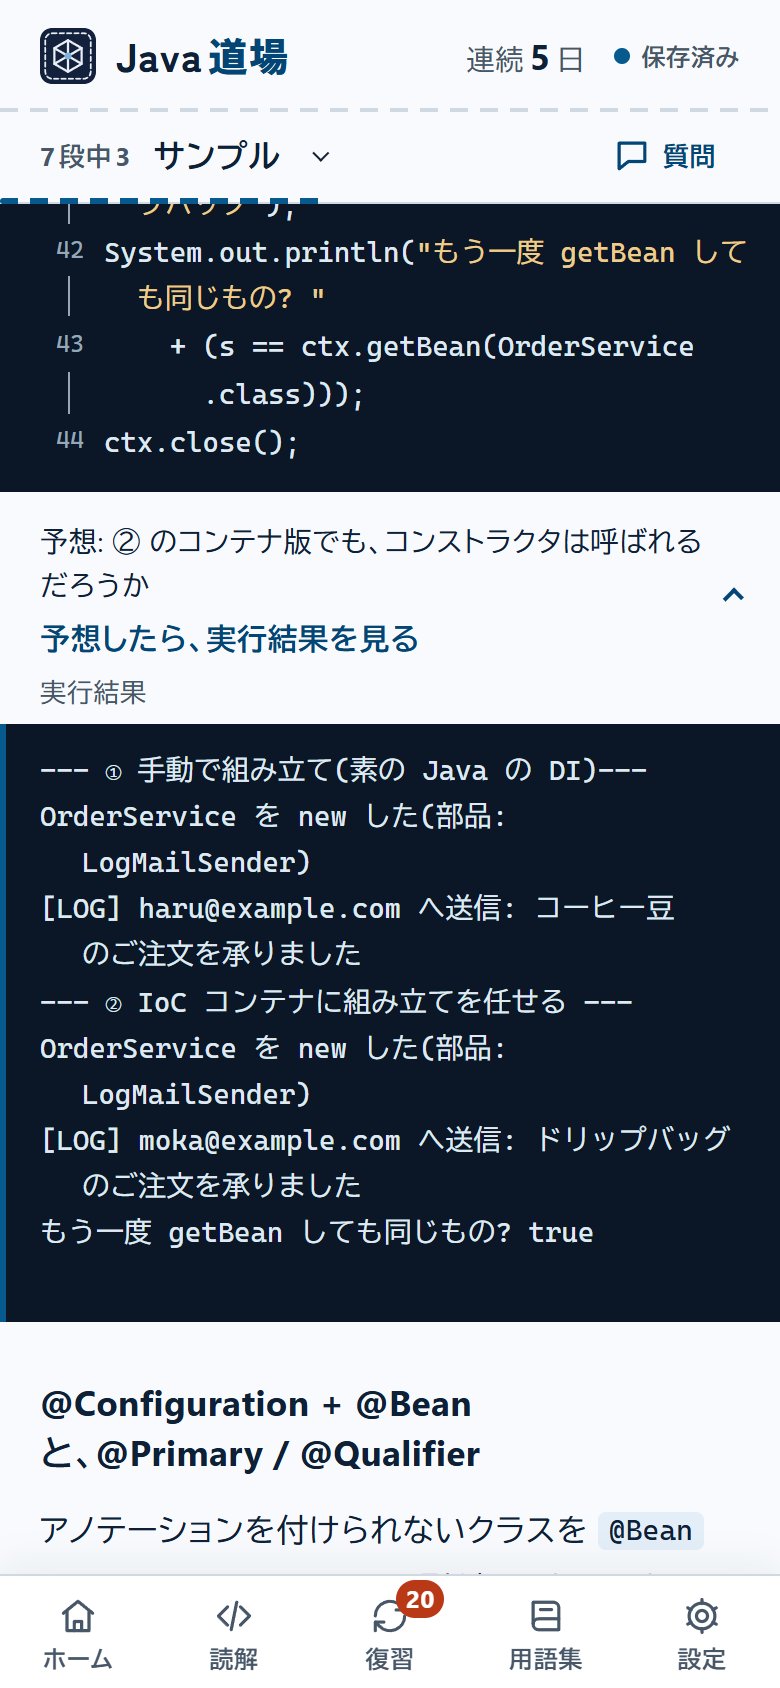 Java 道場
連続 5 日
保存済み
7 段中 3 サンプル
質問
42 System.out.println("もう一度 getBean して
も同じもの? "
43 + (s == ctx.getBean(OrderService
.class)));
44 ctx.close();
予想: ② のコンテナ版でも、コンストラクタは呼ばれる
だろうか
予想したら、実行結果を見る
実行結果
--- ① 手動で組み立て(素の Java の DI)---
OrderService を new した(部品:
LogMailSender)
[LOG] haru@example.com へ送信: コーヒー豆
のご注文を承りました
--- ② IoC コンテナに組み立てを任せる ---
OrderService を new した(部品:
LogMailSender)
[LOG] moka@example.com へ送信: ドリップバッグ
のご注文を承りました
もう一度 getBean しても同じもの? true
@Configuration + @Bean
と、@Primary / @Qualifier
アノテーションを付けられないクラスを @Bean
20
ホーム
読解
復習
用語集
設定